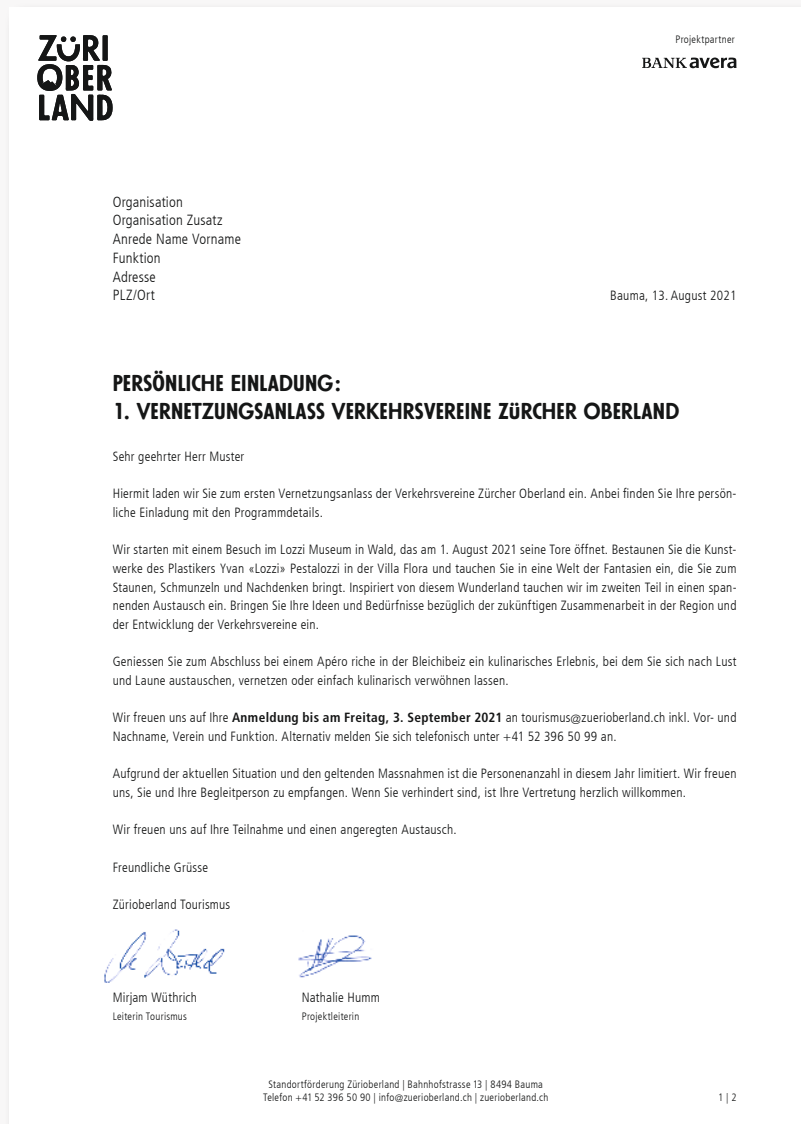 ZÜRI
OBER
LAND
Projektpartner
BANK avera
Organisation
Organisation Zusatz
Anrede Name Vorname
Funktion
Adresse
PLZ/Ort
Bauma, 13. August 2021
PERSÖNLICHE EINLADUNG:
1. VERNETZUNGSANLASS VERKEHRSVEREINE ZÜRCHER OBERLAND
Sehr geehrter Herr Muster
Hiermit laden wir Sie zum ersten Vernetzungsanlass der Verkehrsvereine Zürcher Oberland ein. Anbei finden Sie Ihre persön-
liche Einladung mit den Programmdetails.
Wir starten mit einem Besuch im Lozzi Museum in Wald, das am 1. August 2021 seine Tore öffnet. Bestaunen Sie die Kunst-
werke des Plastikers Yvan «Lozzi» Pestalozzi in der Villa Flora und tauchen Sie in eine Welt der Fantasien ein, die Sie zum
Staunen, Schmunzeln und Nachdenken bringt. Inspiriert von diesem Wunderland tauchen wir im zweiten Teil in einen span-
nenden Austausch ein. Bringen Sie Ihre Ideen und Bedürfnisse bezüglich der zukünftigen Zusammenarbeit in der Region und
der Entwicklung der Verkehrsvereine ein.
Geniessen Sie zum Abschluss bei einem Apéro riche in der Bleichibeiz ein kulinarisches Erlebnis, bei dem Sie sich nach Lust
und Laune austauschen, vernetzen oder einfach kulinarisch verwöhnen lassen.
Wir freuen uns auf Ihre Anmeldung bis am Freitag, 3. September 2021 an tourismus@zuerioberland.ch inkl. Vor- und
Nachname, Verein und Funktion. Alternativ melden Sie sich telefonisch unter +41 52 396 50 99 an.
Aufgrund der aktuellen Situation und den geltenden Massnahmen ist die Personenanzahl in diesem Jahr limitiert. Wir freuen
uns, Sie und Ihre Begleitperson zu empfangen. Wenn Sie verhindert sind, ist Ihre Vertretung herzlich willkommen.
Wir freuen uns auf Ihre Teilnahme und einen angeregten Austausch.
Freundliche Grüsse
Zürioberland Tourismus
Mirjam Wüthrich
Nathalie Humm
Leiterin Tourismus
Projektleiterin
Standortförderung Zürioberland | Bahnhofstrasse 13 | 8494 Bauma
Telefon +41 52 396 50 90 | info@zuerioberland.ch | zuerioberland.ch
1 | 2